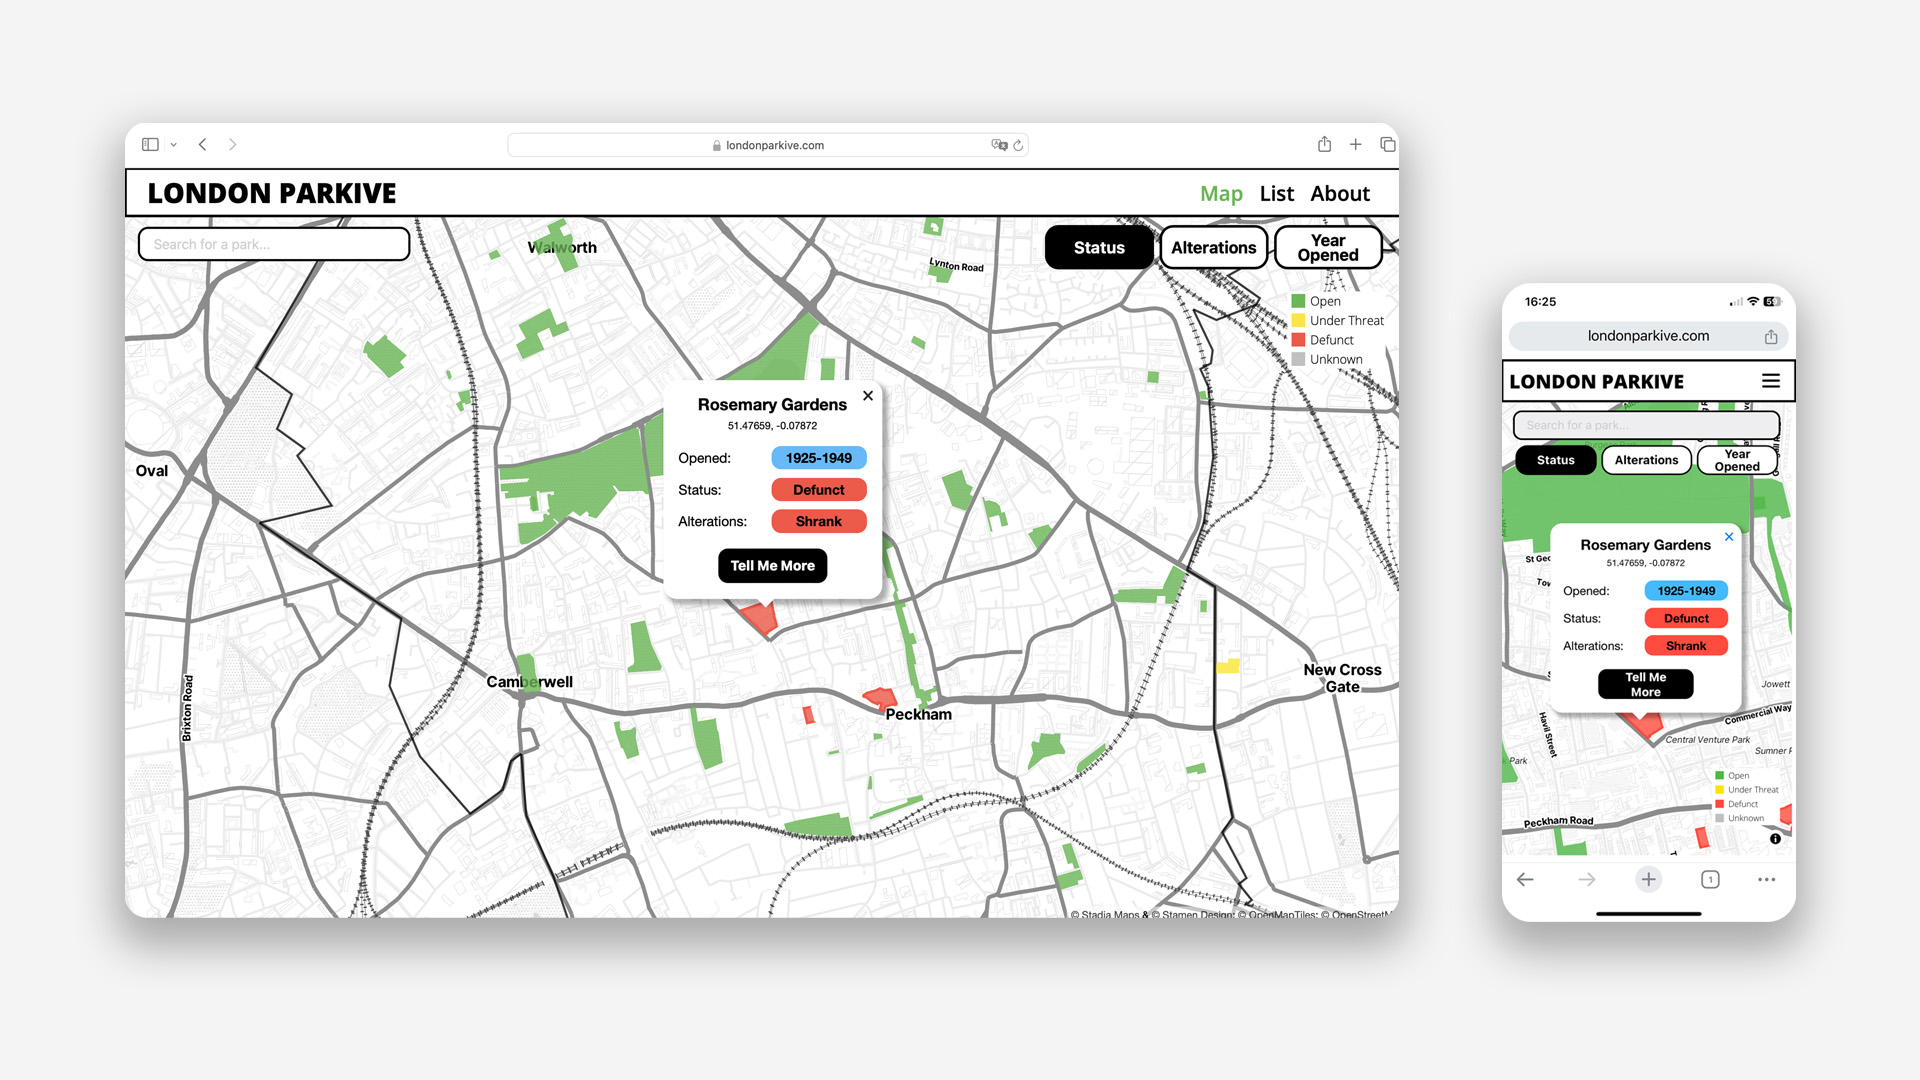 londonparkive.com
LONDON PARKIVE
Map
List
About
Search for a park...
Status
Alterations
Year
Opened
Open
Under Threat
Defunct
Unknown
Walworth
Lynton Road
Oval
Brixton Road
Camberwell
Peckham
New Cross
Gate
Rosemary Gardens
51.47659, -0.07872
Opened:
1925-1949
Status:
Defunct
Alterations:
Shrank
Tell Me More
© Stadia Maps & © Stamen Design; © OpenMapTiles; © OpenStreetM
16:25
59
londonparkive.com
LONDON PARKIVE
Search for a park...
Status
Alterations
Year
Opened
St Geo
Rosemary Gardens
51.47659, -0.07872
Opened:
1925-1949
Status:
Defunct
Alterations:
Shrank
Tell Me
More
Jowett
Commercial Way
Havil Street
Central Venture Park
Sumner
Park
Open
Under Threat
Defunct
Unknown
Peckham Road
1